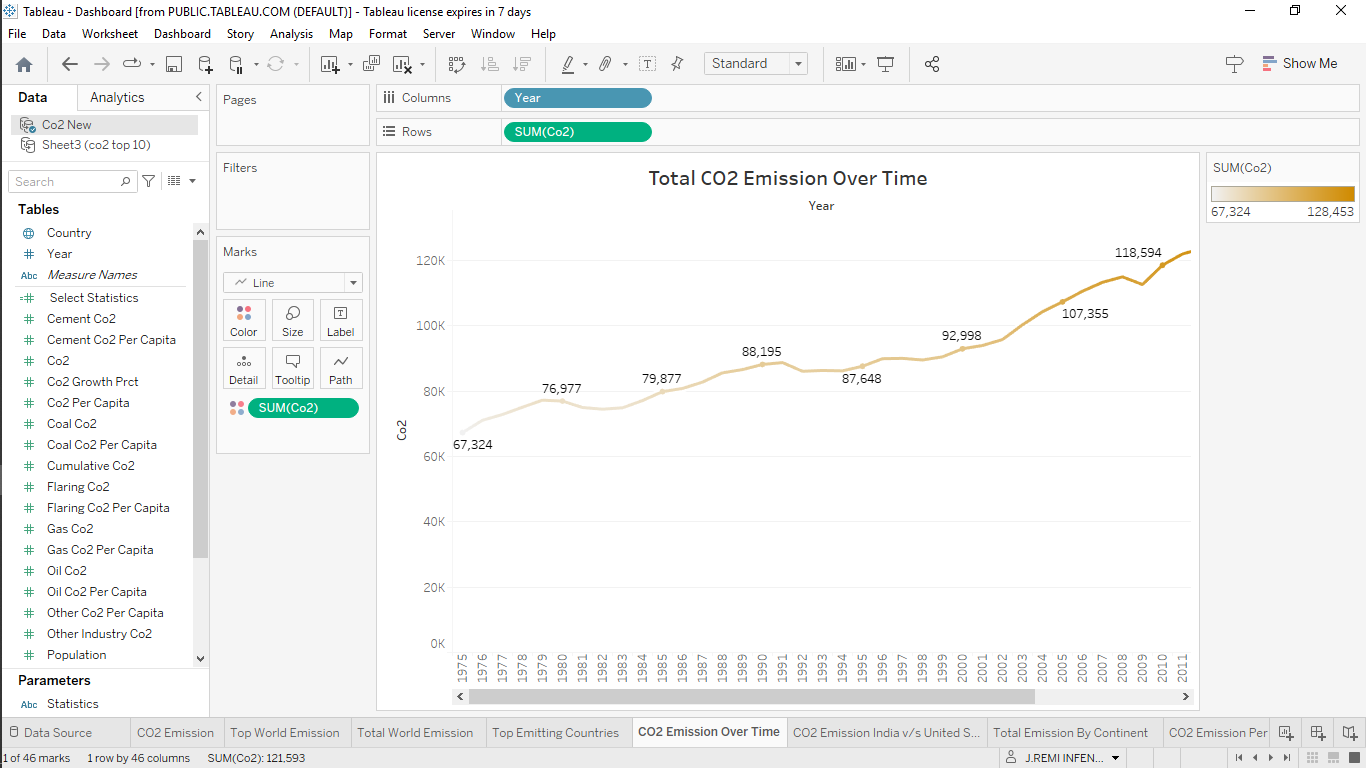 Tableau - Dashboard [from PUBLIC.TABLEAU.COM (DEFAULT)] - Tableau license expires in 7 days
File Data Worksheet Dashboard Story Analysis Map Format Server Window Help
Standard
Show Me
Data Analytics
Co2 New
Sheet3 (co2 top 10)
Search
Tables
Country
Year
Abc Measure Names
Select Statistics
Cement Co2
Cement Co2 Per Capita
Co2
Co2 Growth Prct
Co2 Per Capita
Coal Co2
Coal Co2 Per Capita
Cumulative Co2
Flaring Co2
Flaring Co2 Per Capita
Gas Co2
Gas Co2 Per Capita
Oil Co2
Oil Co2 Per Capita
Other Co2 Per Capita
Other Industry Co2
Population
Parameters
Abc Statistics
Pages
Filters
Marks
Line
Color Size Label
Detail Tooltip Path
SUM(Co2)
Columns Year
Rows SUM(Co2)
Total CO2 Emission Over Time
Year
Co2
120K
100K
80K
60K
40K
20K
0K
67,324
76,977
79,877
88,195
87,648
92,998
107,355
118,594
1975 1976 1977 1978 1979 1980 1981 1982 1983 1984 1985 1986 1987 1988 1989 1990 1991 1992 1993 1994 1995 1996 1997 1998 1999 2000 2001 2002 2003 2004 2005 2006 2007 2008 2009 2010 2011
SUM(Co2)
67,324 128,453
Data Source CO2 Emission Top World Emission Total World Emission Top Emitting Countries CO2 Emission Over Time CO2 Emission India v/s United S... Total Emission By Continent CO2 Emission Per
1 of 46 marks 1 row by 46 columns SUM(Co2): 121,593 J.REMI INFEN...